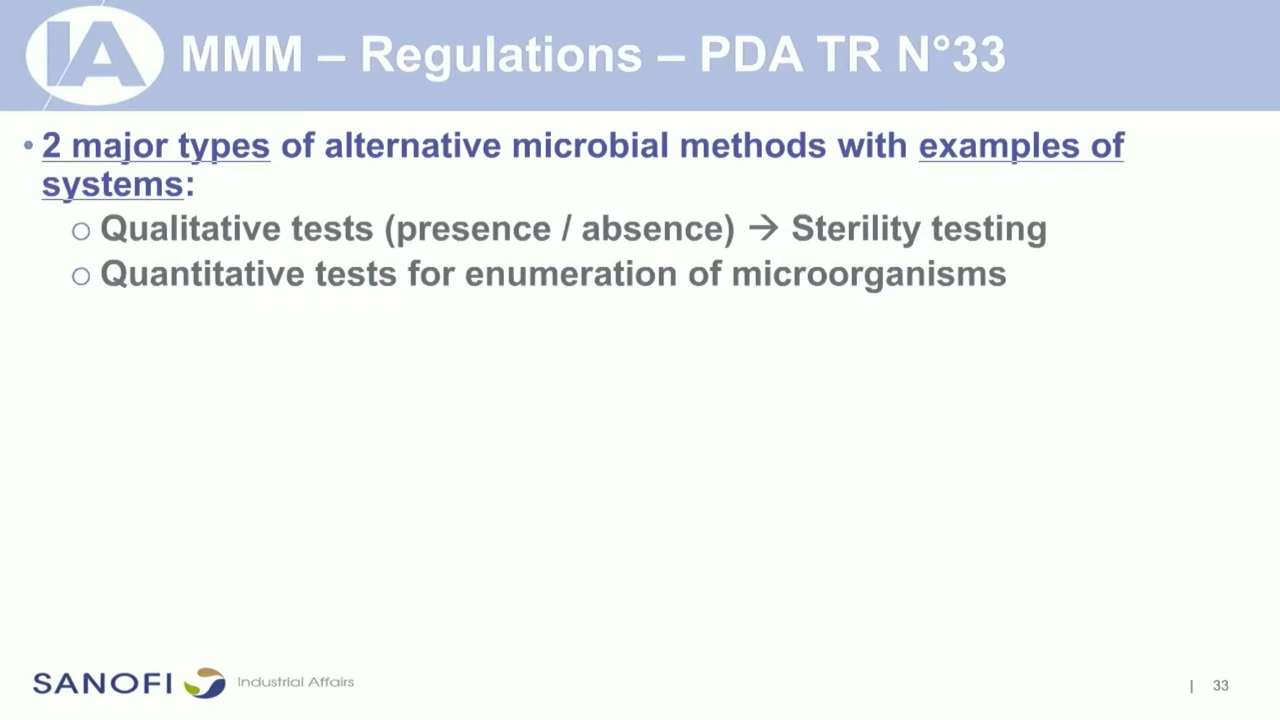 IA MMM – Regulations – PDA TR N°33
• 2 major types of alternative microbial methods with examples of
systems:
o Qualitative tests (presence / absence) → Sterility testing
o Quantitative tests for enumeration of microorganisms
SANOFI Industrial Affairs | 33